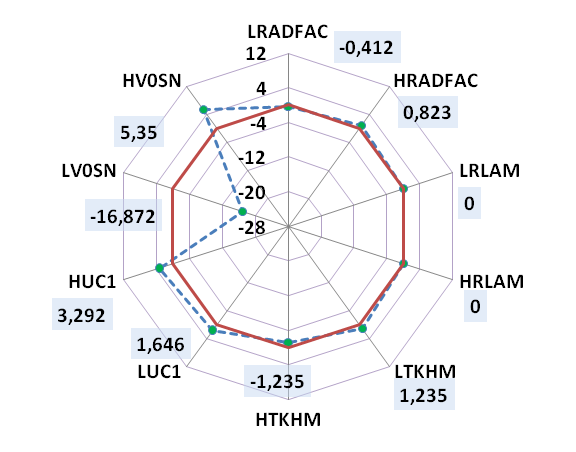 LRADFAC
12
-0,412
HV0SN
4
HRADFAC
-4
0,823
5,35
-12
LV0SN
LRLAM
-20
0
-16,872
-28
HUC1
HRLAM
3,292
0
1,646
LUC1
-1,235
LTKHM
1,235
HTKHM